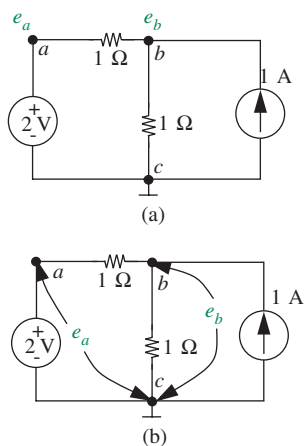 e_a e_b
a b
1 Ω
1 A
+
2 V
-
1 Ω
c
(a)
a
1 Ω b
1 A
+
2 V
-
e_a
e_b
1 Ω
c
(b)